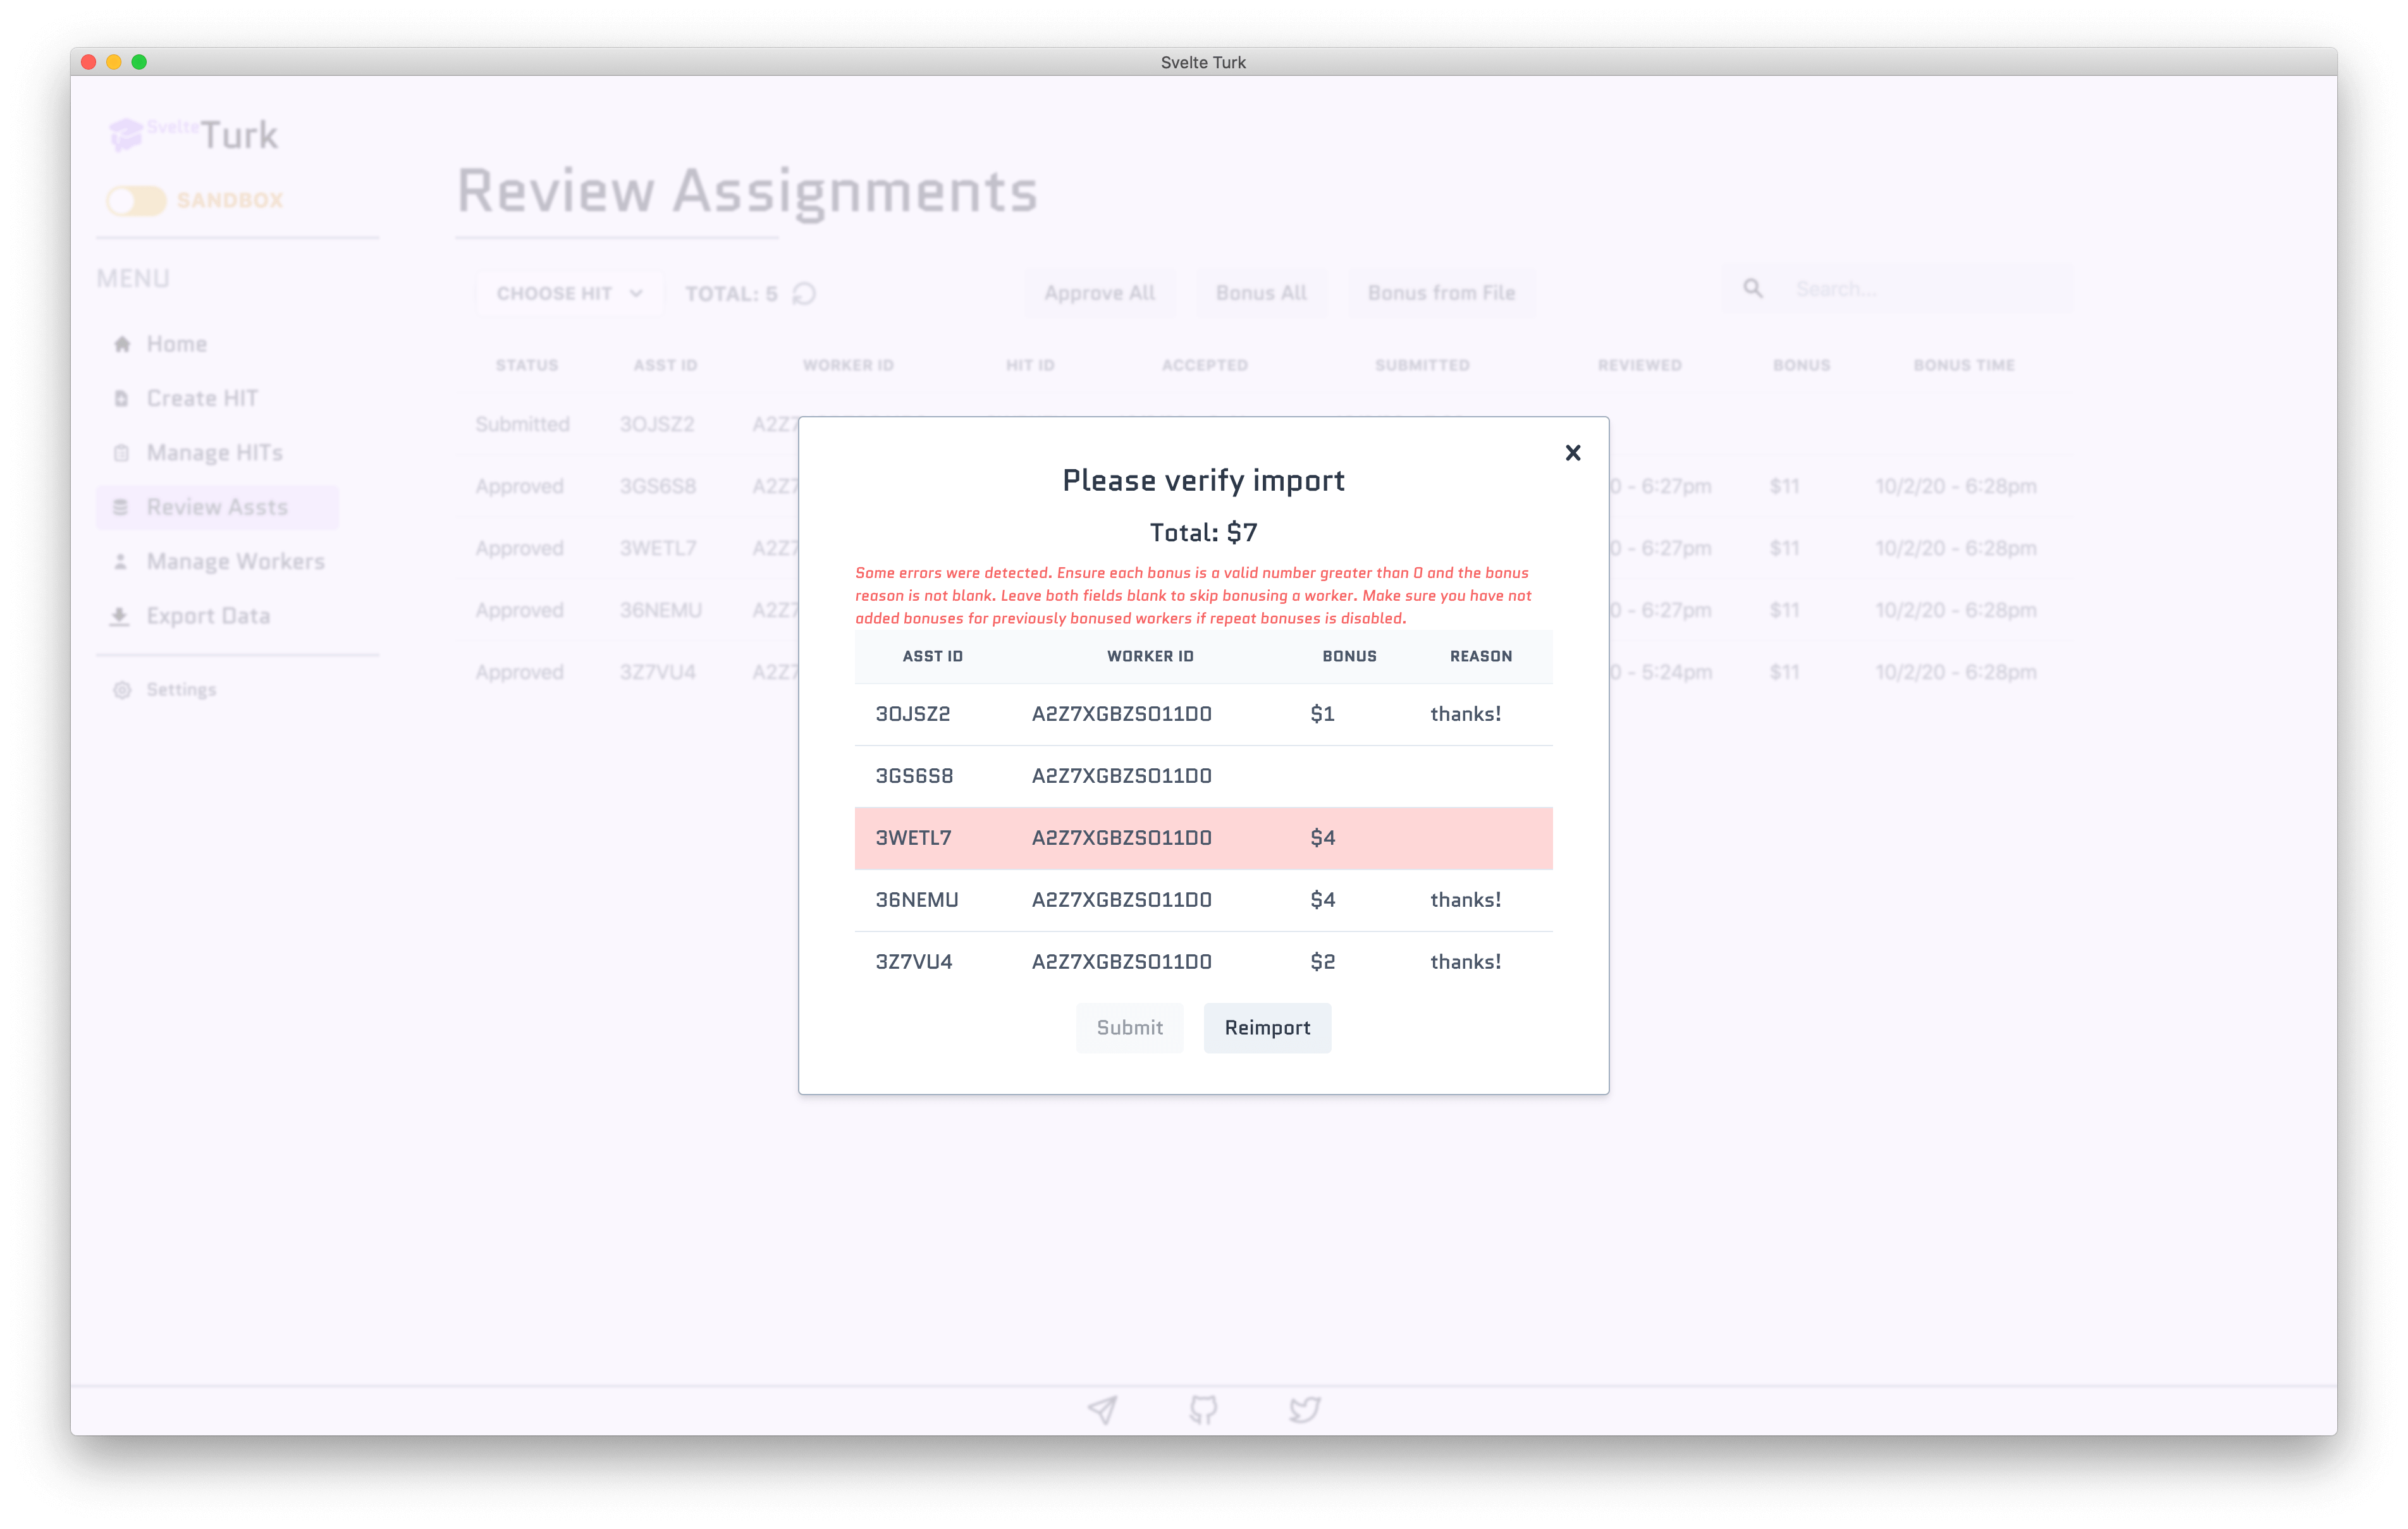 Svelte Turk
SvelteTurk
SANDBOX
Review Assignments
MENU
CHOOSE HIT
TOTAL: 5
Approve All
Bonus All
Bonus from File
Search...
Home
Create HIT
Manage HITs
Review Assts
Manage Workers
Export Data
Settings
STATUS ASST ID WORKER ID HIT ID ACCEPTED SUBMITTED REVIEWED BONUS BONUS TIME
Submitted 3OJSZ2 A2Z7
Approved 3GS6S8 A2Z7 0 - 6:27pm $11 10/2/20 - 6:28pm
Approved 3WETL7 A2Z7 0 - 6:27pm $11 10/2/20 - 6:28pm
Approved 36NEMU A2Z7 0 - 6:27pm $11 10/2/20 - 6:28pm
Approved 3Z7VU4 A2Z7 0 - 5:24pm $11 10/2/20 - 6:28pm
Please verify import
Total: $7
Some errors were detected. Ensure each bonus is a valid number greater than 0 and the bonus
reason is not blank. Leave both fields blank to skip bonusing a worker. Make sure you have not
added bonuses for previously bonused workers if repeat bonuses is disabled.
ASST ID WORKER ID BONUS REASON
3OJSZ2 A2Z7XGBZSO11D0 $1 thanks!
3GS6S8 A2Z7XGBZSO11D0
3WETL7 A2Z7XGBZSO11D0 $4
36NEMU A2Z7XGBZSO11D0 $4 thanks!
3Z7VU4 A2Z7XGBZSO11D0 $2 thanks!
Submit
Reimport